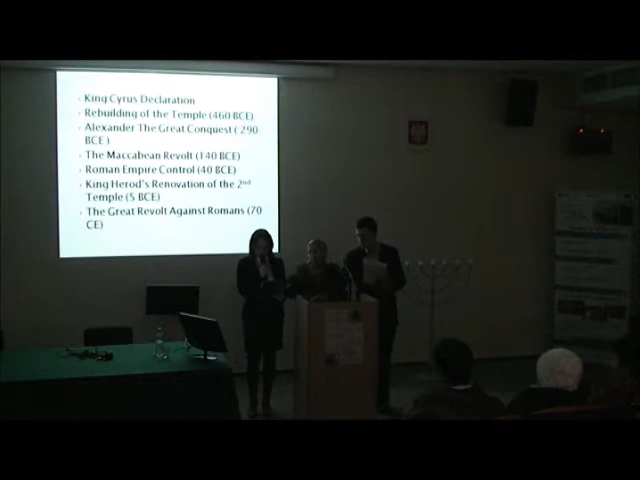 King Cyrus Declaration
Rebuilding of the Temple (460 BCE)
Alexander The Great Conquest ( 290
BCE )
The Maccabean Revolt (140 BCE)
Roman Empire Control (40 BCE)
King Herod's Renovation of the 2nd
Temple (5 BCE)
The Great Revolt Against Romans (70
CE)